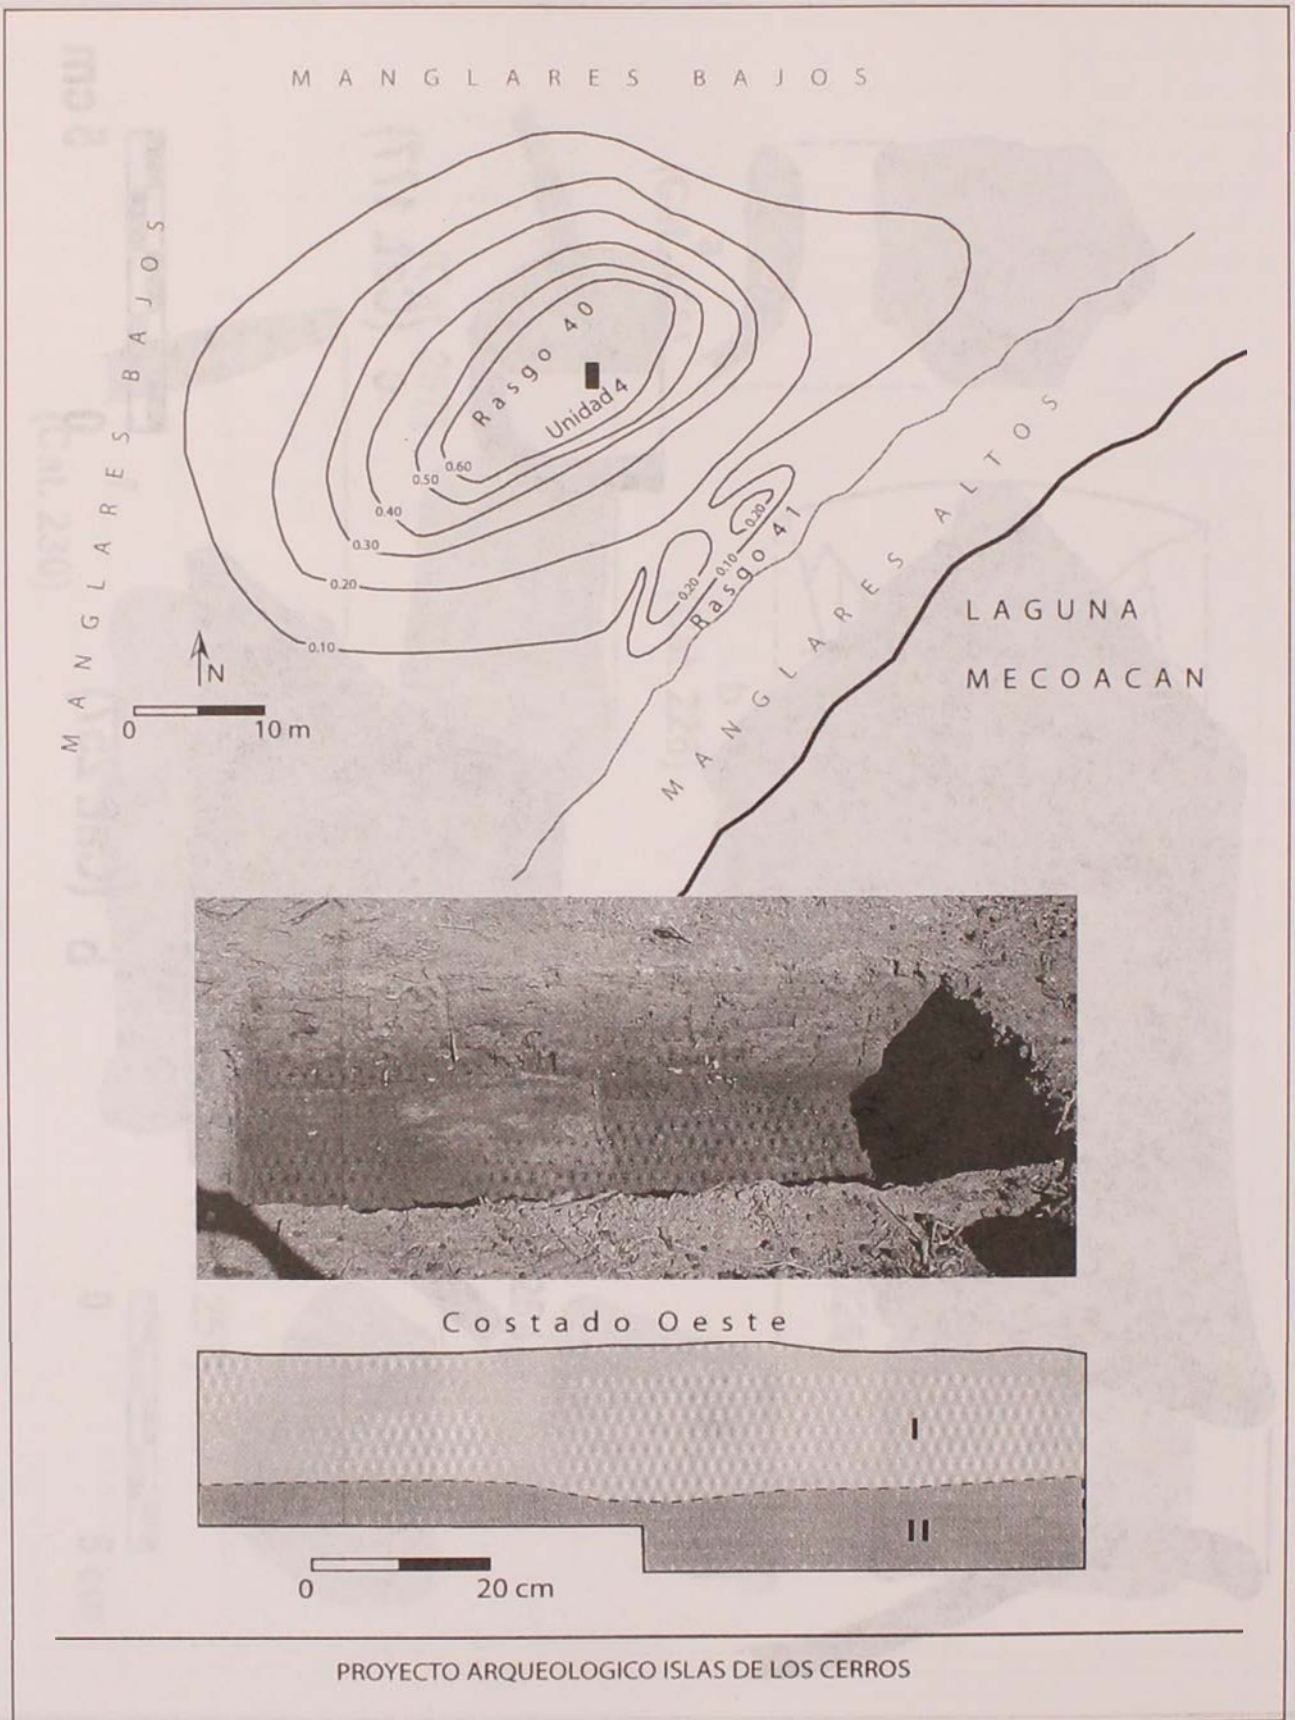 MANGLARES BAJOS
MANGLARES BAJOS
Rasgo 40
Unidad 4
0.60
0.50
0.40
0.30
0.20
0.10
0.20
0.10
0.20
Rasgo 41
MANGLARES ALTOS
LAGUNA
MECOACAN
N
0 10 m
Costado Oeste
I
II
0 20 cm
PROYECTO ARQUEOLOGICO ISLAS DE LOS CERROS